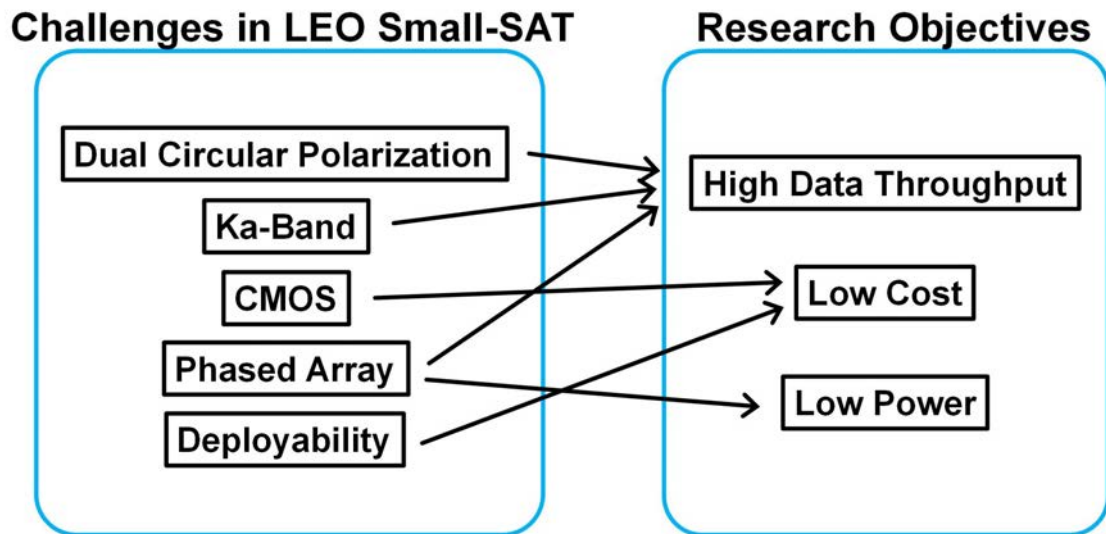 Challenges in LEO Small-SAT
Research Objectives
Dual Circular Polarization
Ka-Band
CMOS
Phased Array
Deployability
High Data Throughput
Low Cost
Low Power